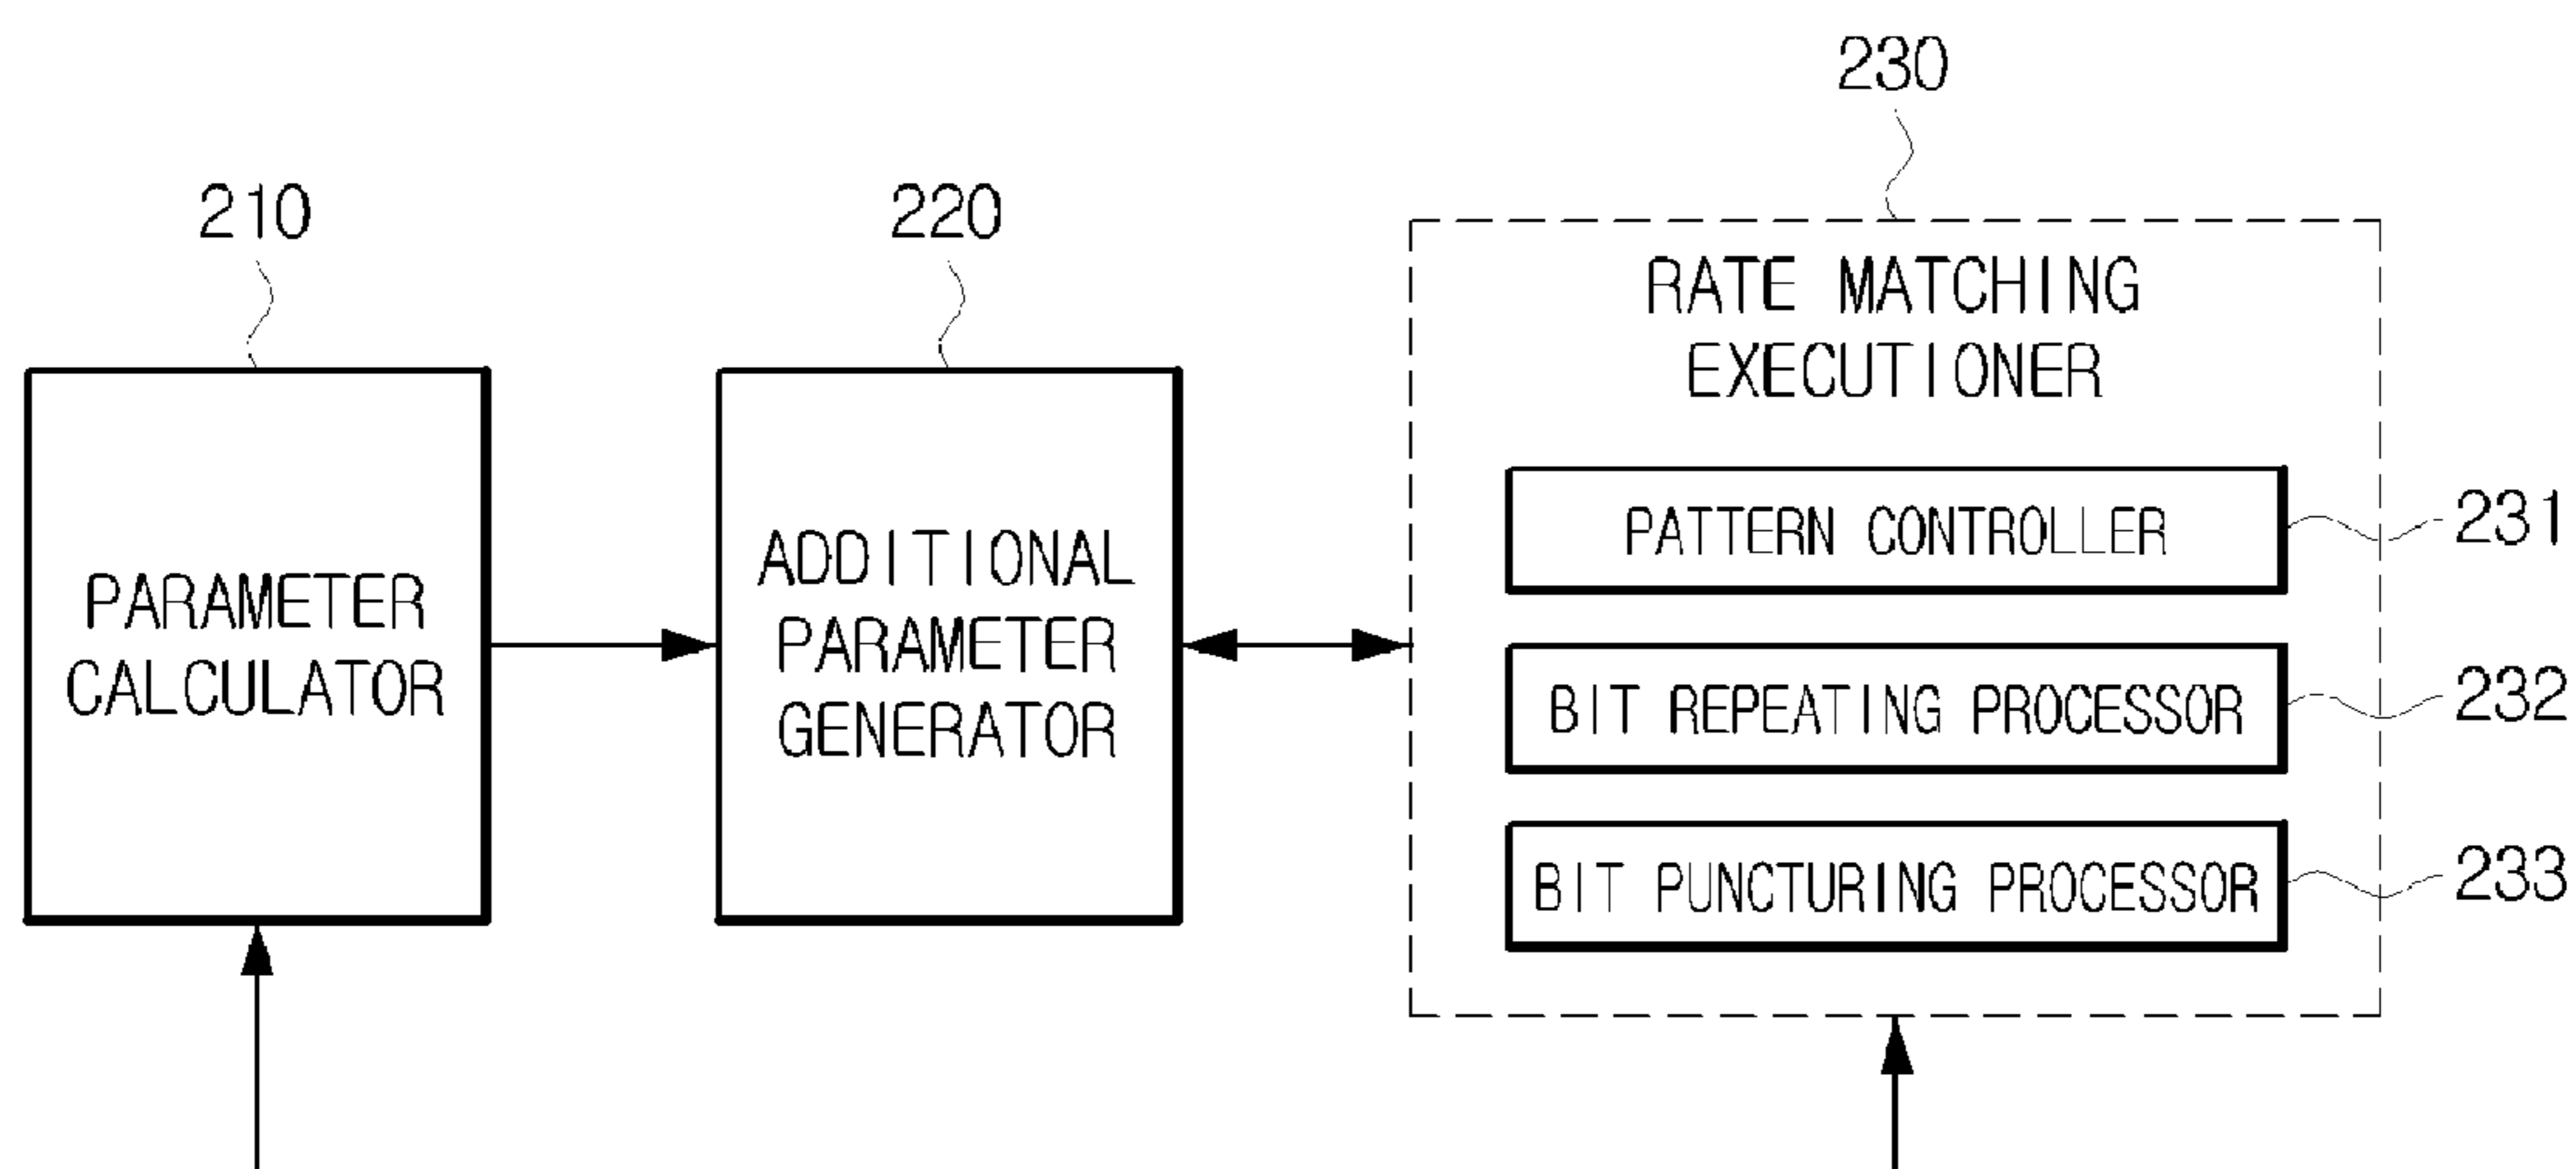 230
210
220
RATE MATCHING
EXECUTIONER
PATTERN CONTROLLER
231
ADDITIONAL
PARAMETER
GENERATOR
PARAMETER
CALCULATOR
BIT REPEATING PROCESSOR
232
BIT PUNCTURING PROCESSOR
233